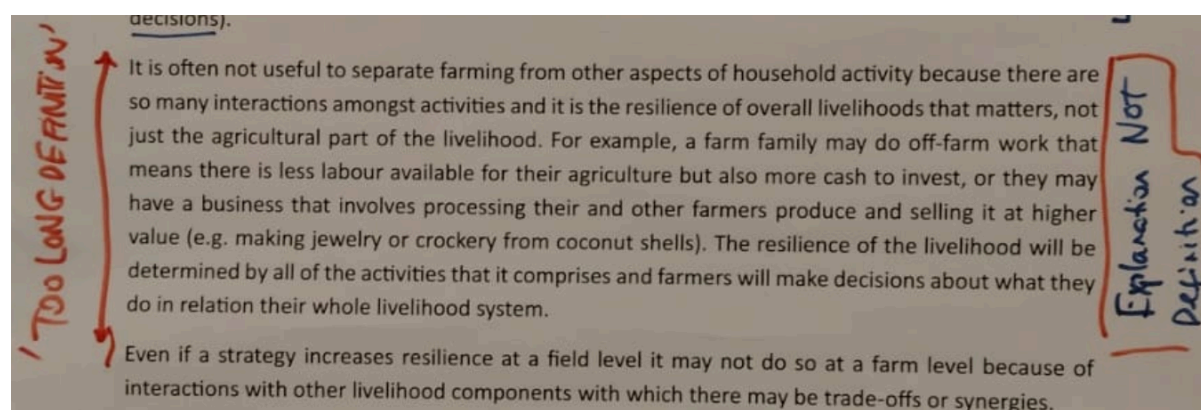 decisions).
'TOO LONG DEFINITION'
It is often not useful to separate farming from other aspects of household activity because there are
so many interactions amongst activities and it is the resilience of overall livelihoods that matters, not
just the agricultural part of the livelihood. For example, a farm family may do off-farm work that
means there is less labour available for their agriculture but also more cash to invest, or they may
have a business that involves processing their and other farmers produce and selling it at higher
value (e.g. making jewelry or crockery from coconut shells). The resilience of the livelihood will be
determined by all of the activities that it comprises and farmers will make decisions about what they
do in relation their whole livelihood system.
Explanation Not
Definition
Even if a strategy increases resilience at a field level it may not do so at a farm level because of
interactions with other livelihood components with which there may be trade-offs or synergies.